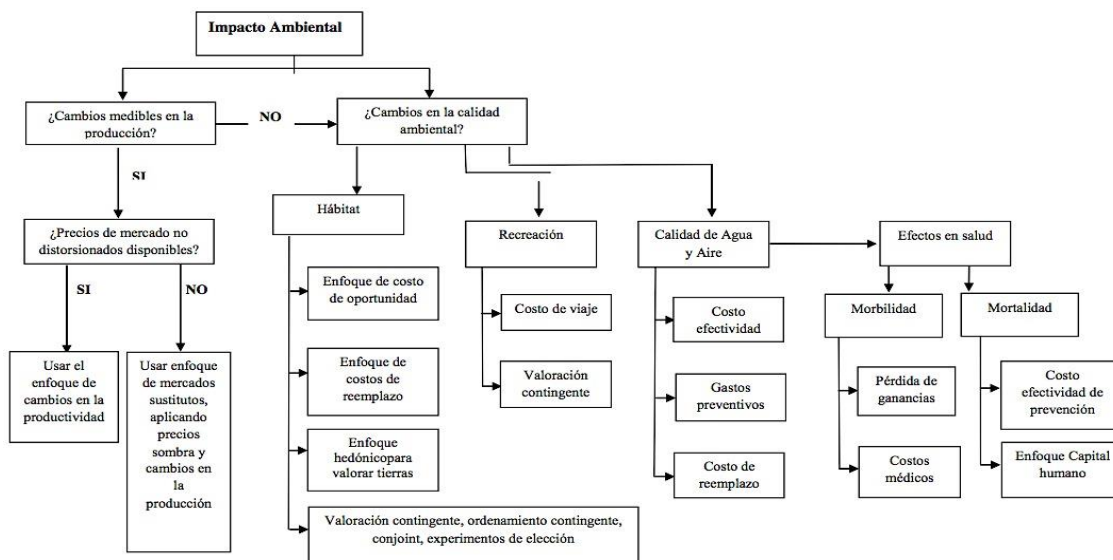 Impacto Ambiental
¿Cambios medibles en la
producción?
NO
¿Cambios en la calidad
ambiental?
SI
Hábitat
¿Precios de mercado no
distorsionados disponibles?
Recreación
Calidad de Agua
y Aire
Efectos en salud
SI
NO
Enfoque de costo
de oportunidad
Costo de viaje
Costo
efectividad
Morbilidad
Mortalidad
Usar el
enfoque de
cambios en la
productividad
Usar enfoque
de mercados
sustitutos,
aplicando
precios
sombra y
cambios en
la
producción
Enfoque de
costos de
reemplazo
Valoración
contingente
Gastos
preventivos
Pérdida de
ganancias
Costo
efectividad de
prevención
Enfoque
hedónicopara
valorar tierras
Costo de
reemplazo
Costos
médicos
Enfoque Capital
humano
Valoración contingente, ordenamiento contingente,
conjoint, experimentos de elección